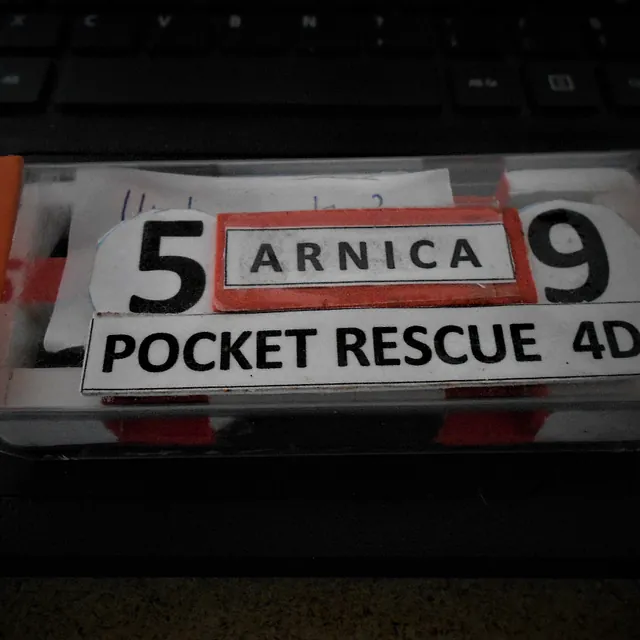 X C V B N ?
5 ARNICA 9
POCKET RESCUE 4D